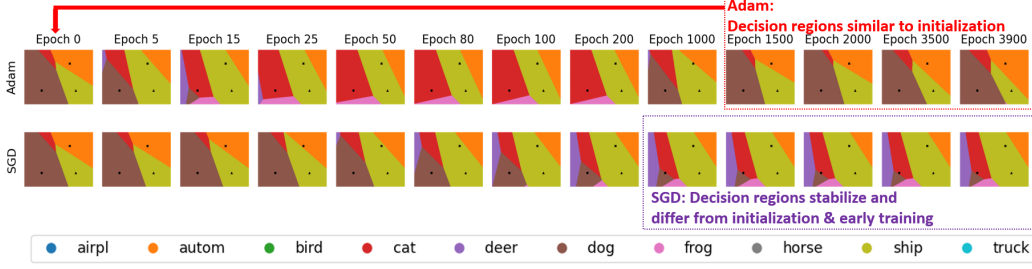 Adam:
Decision regions similar to initialization
Epoch 0 Epoch 5 Epoch 15 Epoch 25 Epoch 50 Epoch 80 Epoch 100 Epoch 200 Epoch 1000 Epoch 1500 Epoch 2000 Epoch 3500 Epoch 3900
Adam
SGD
SGD: Decision regions stabilize and
differ from initialization & early training
airpl autom bird cat deer dog frog horse ship truck